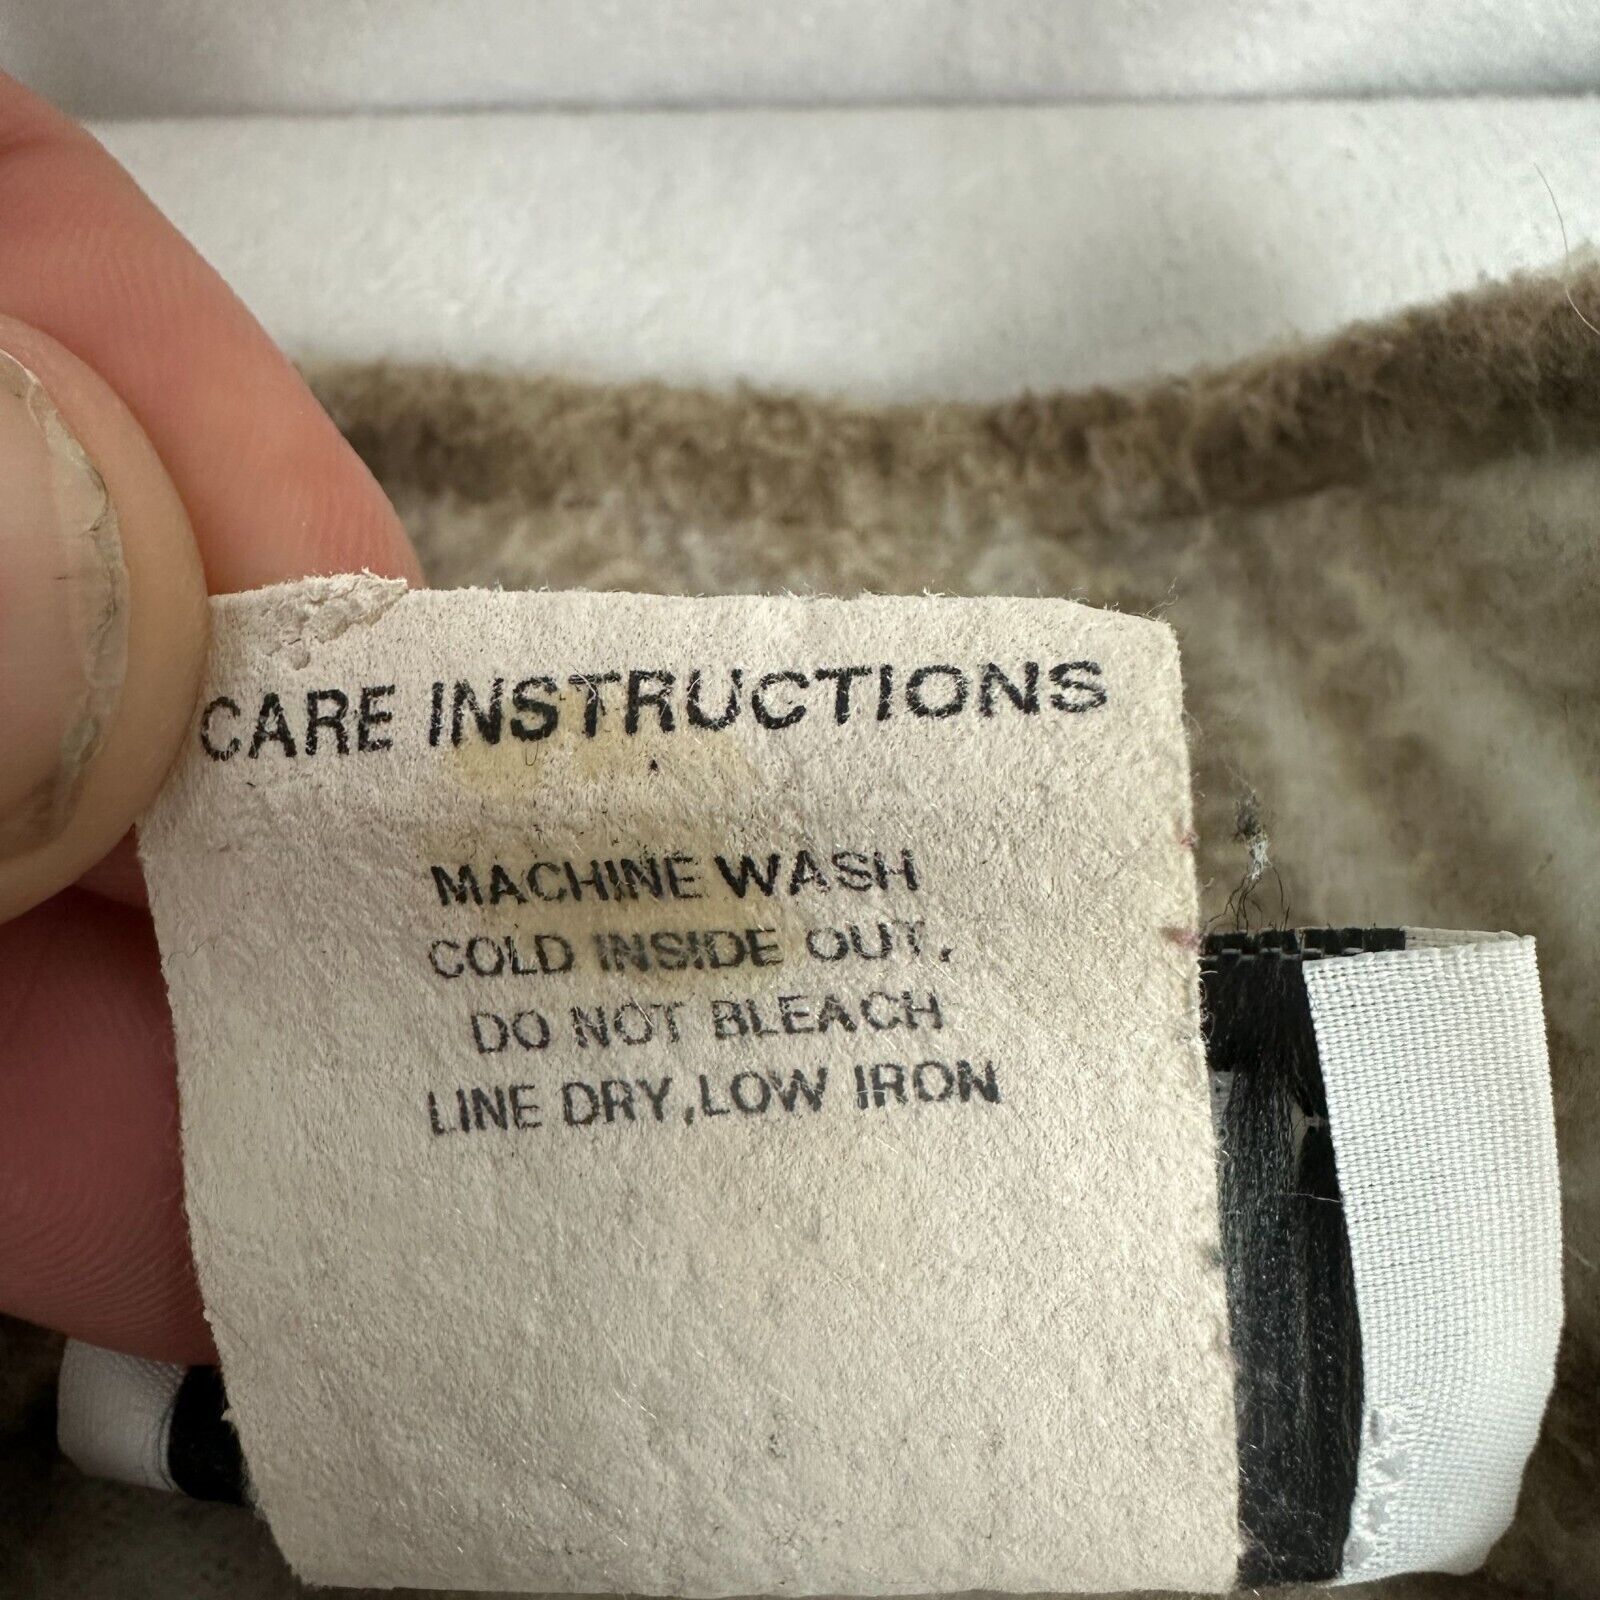 CARE INSTRUCTIONS
MACHINE WASH
COLD INSIDE OUT.
DO NOT BLEACH
LINE DRY,LOW IRON